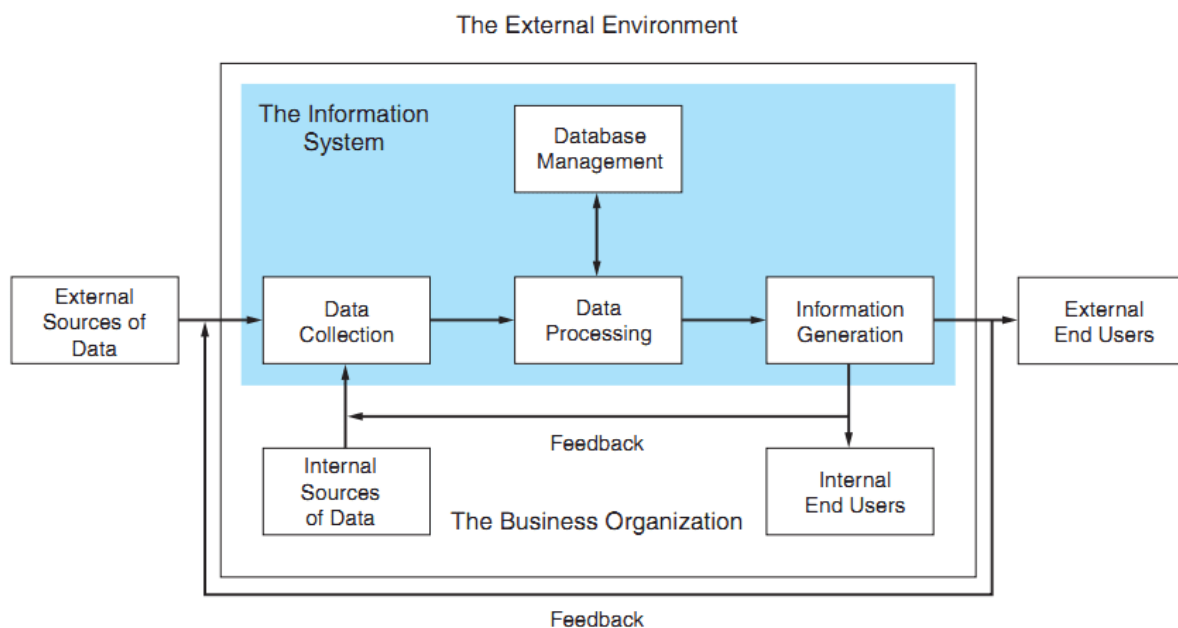 The External Environment
The Information
System
Database
Management
External
Sources of
Data
Data
Collection
Data
Processing
Information
Generation
External
End Users
Feedback
Internal
Sources
of Data
Internal
End Users
The Business Organization
Feedback